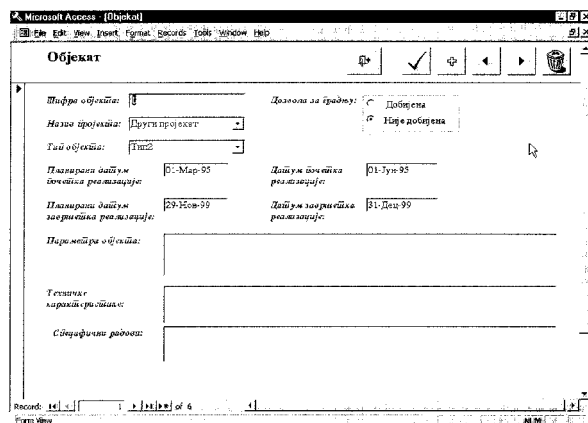 Microsoft Access - [Objekat]
File Edit View Insert Format Records Tools Window Help
Објекат
Шифра објекта:
Дозвола за градњу:
Добијена
Није добијена
Назив пројекта: Други пројекат
Тип објекта: Тип2
Планирани датум почетка реализације: 01-Мар-95
Датум почетка реализације: 01-Јун-95
Планирани датум завршетка реализације: 29-Нов-99
Датум завршетка реализације: 31-Дец-99
Параметри објекта:
Техничке карактеристике:
Специфични радови:
Record: 1 of 6
Form View NUM